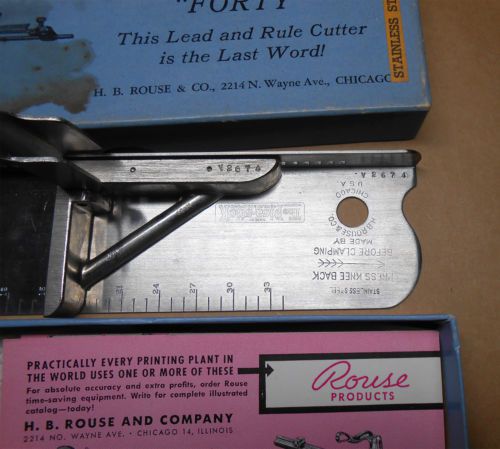 "FORTY"
This Lead and Rule Cutter
is the Last Word!
H. B. ROUSE & CO., 2214 N. Wayne Ave., CHICAGO
STAINLESS ST
V2674
V2674
H.B. ROUSE & CO.
CHICAGO
U.S.A.
MADE BY
BEFORE CLAMPING
PRESS KNEE BACK
STAINLESS STEEL
21 24 27 30 33
PRACTICALLY EVERY PRINTING PLANT IN
THE WORLD USES ONE OR MORE OF THESE
For absolute accuracy and extra profits, order Rouse
time-saving equipment. Write for complete illustrated
catalog—today!
H. B. ROUSE AND COMPANY
2214 NO. WAYNE AVE. • CHICAGO 14, ILLINOIS
Rouse
PRODUCTS